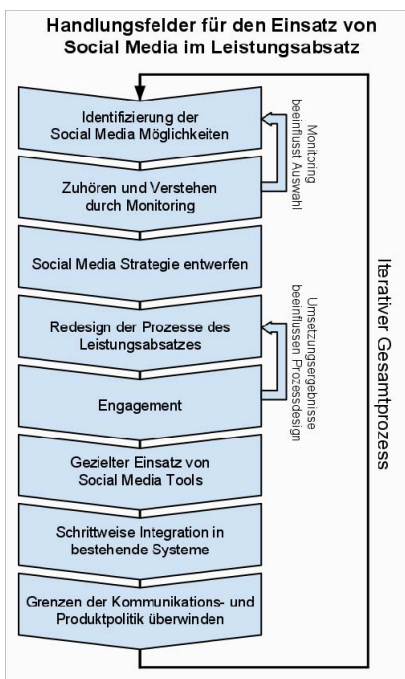 Handlungsfelder für den Einsatz von
Social Media im Leistungsabsatz
Identifizierung der
Social Media Möglichkeiten
Monitoring
beeinflusst Auswahl
Zuhören und Verstehen
durch Monitoring
Social Media Strategie entwerfen
Redesign der Prozesse des
Leistungsabsatzes
Umsetzungsergebnisse
beeinflussen Prozessdesign
Engagement
Gezielter Einsatz von
Social Media Tools
Schrittweise Integration in
bestehende Systeme
Grenzen der Kommunikations- und
Produktpolitik überwinden
Iterativer Gesamtprozess